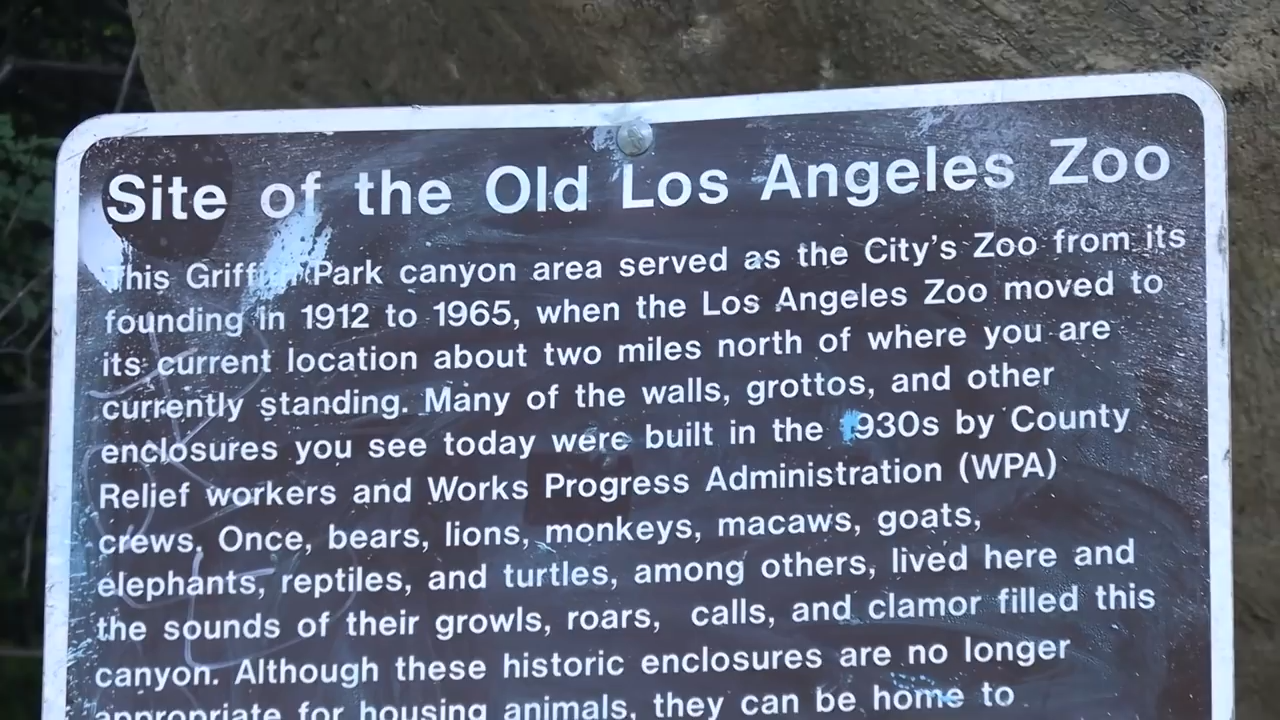 Site of the Old Los Angeles Zoo
This Griffith Park canyon area served as the City's Zoo from its
founding in 1912 to 1965, when the Los Angeles Zoo moved to
its current location about two miles north of where you are
currently standing. Many of the walls, grottos, and other
enclosures you see today were built in the 1930s by County
Relief workers and Works Progress Administration (WPA)
crews. Once, bears, lions, monkeys, macaws, goats,
elephants, reptiles, and turtles, among others, lived here and
the sounds of their growls, roars, calls, and clamor filled this
canyon. Although these historic enclosures are no longer
appropriate for housing animals, they can be home to